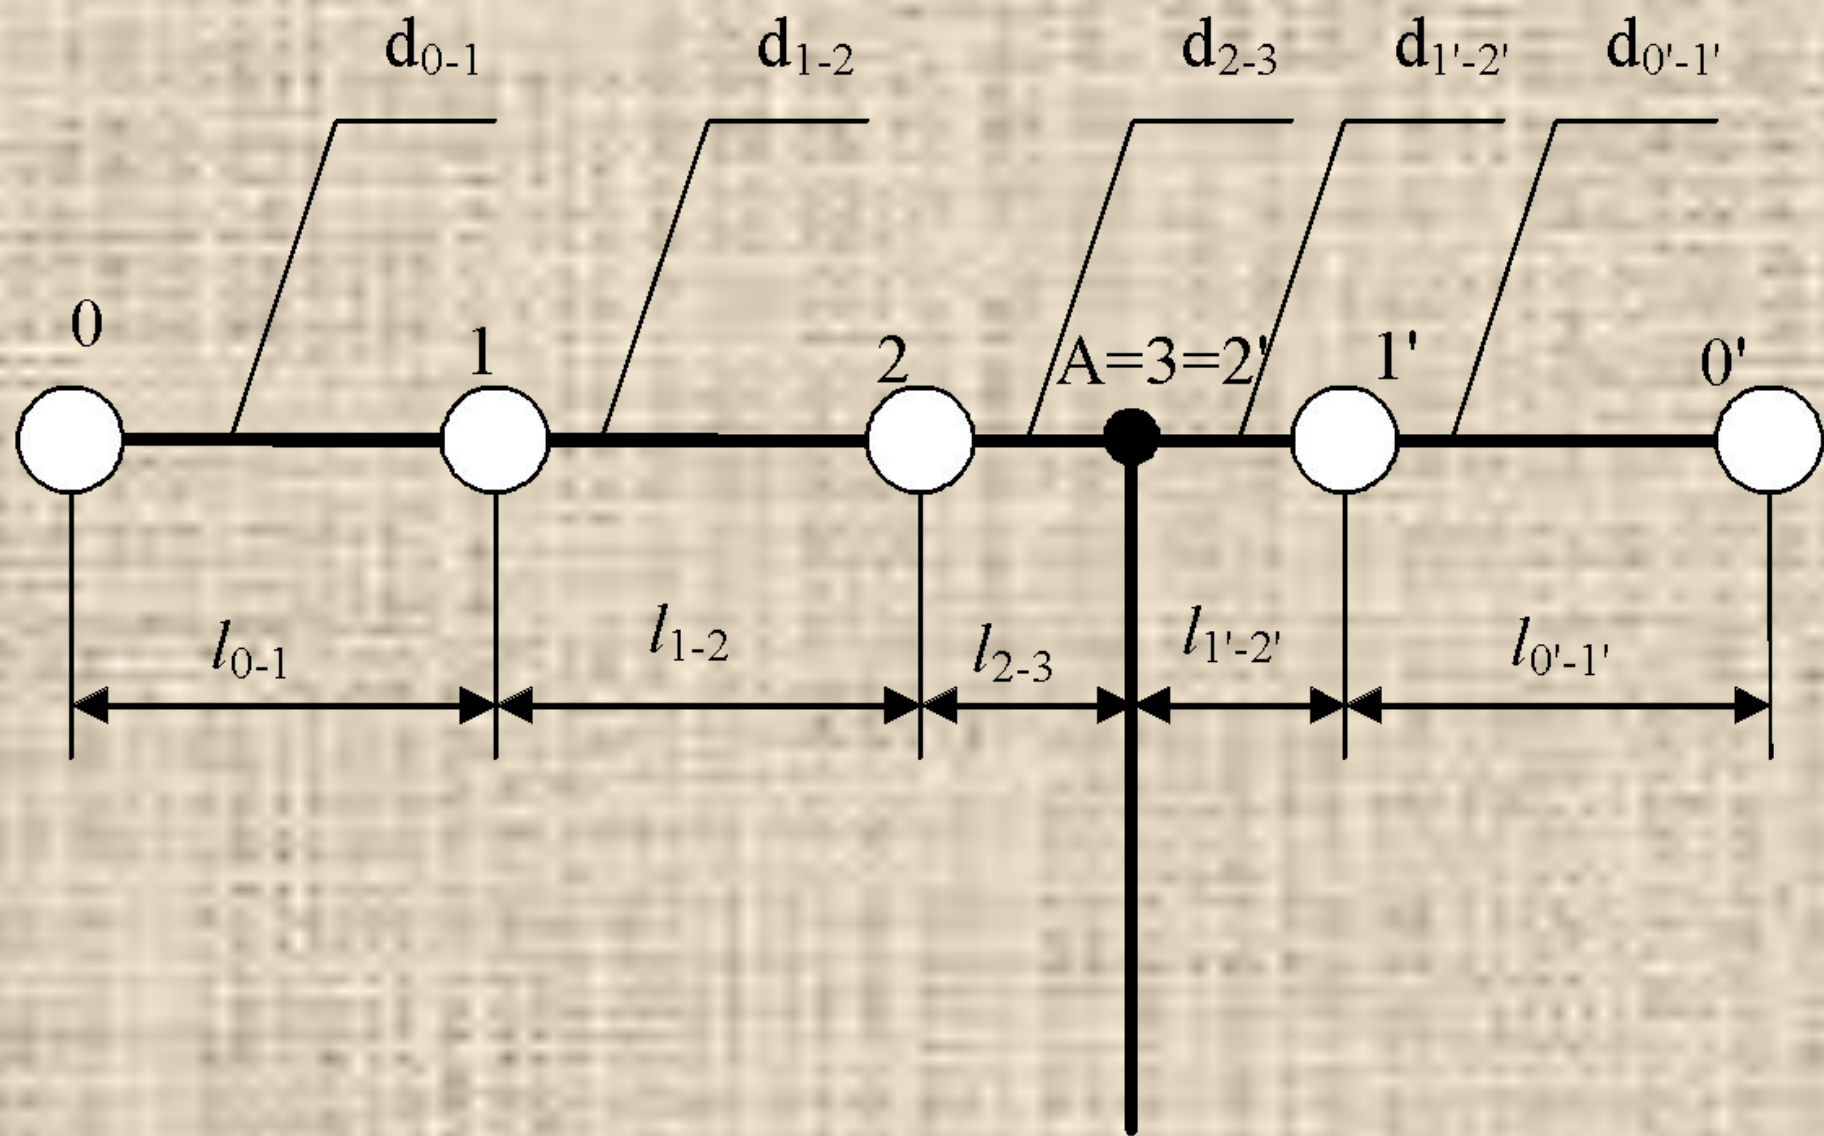 d0-1 d1-2 d2-3 d1'-2' d0'-1'
0 1 2 A=3=2' 1' 0'
l0-1 l1-2 l2-3 l1'-2' l0'-1'